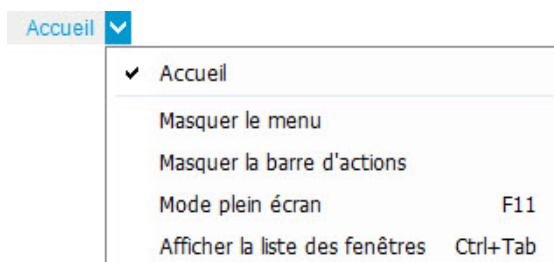 Accueil
Accueil
Masquer le menu
Masquer la barre d'actions
Mode plein écran F11
Afficher la liste des fenêtres Ctrl+Tab